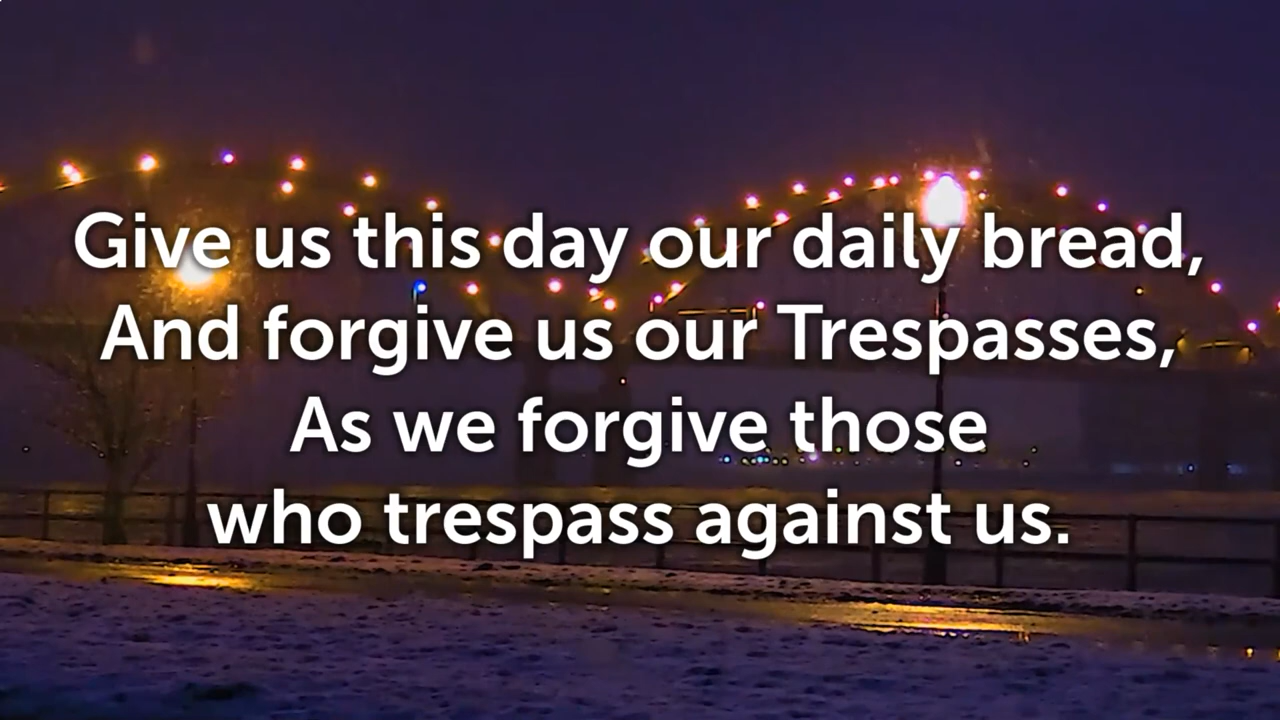 Give us this day our daily bread,
And forgive us our Trespasses,
As we forgive those
who trespass against us.